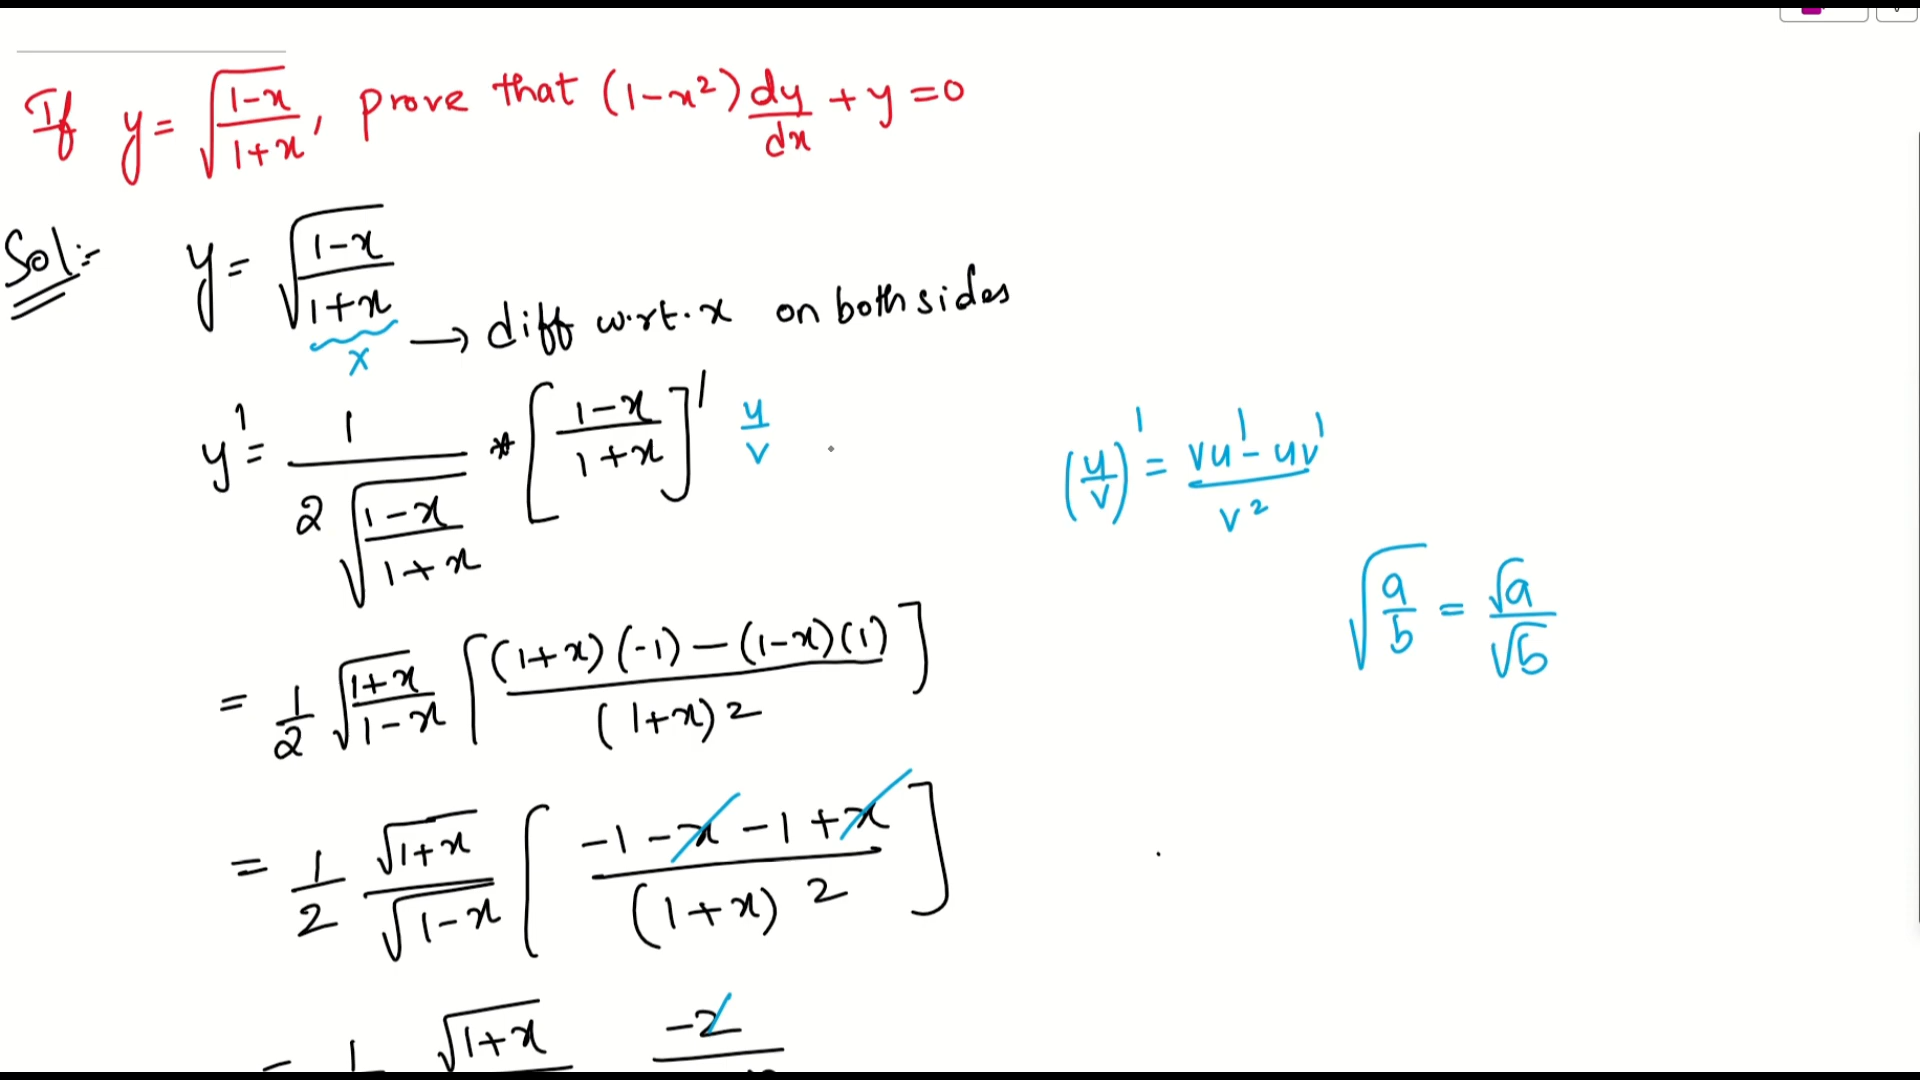 If y = √((1-x)/(1+x)), prove that (1-x²) dy/dx + y = 0
Sol:- y = √((1-x)/(1+x))
x → diff w.r.t. x on both sides
y' = 1/(2√((1-x)/(1+x))) * [(1-x)/(1+x)]' u/v
(u/v)' = (vu' - uv')/v²
√(a/b) = √a/√b
= 1/2 √((1+x)/(1-x)) [((1+x)(-1) - (1-x)(1))/(1+x)2]
= 1/2 √(1+x)/√(1-x) [(-1-x-1+x)/(1+x)2]
= 1 √(1+x) -2